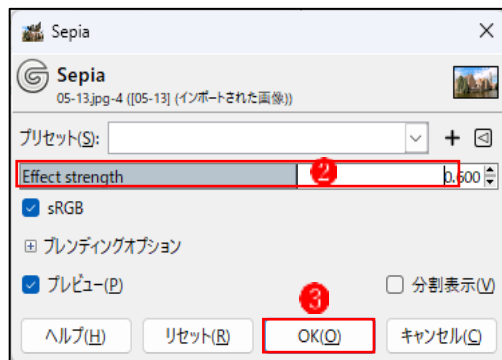 Sepia
Sepia
05-13.jpg-4 ([05-13] (インポートされた画像))
プリセット(S):
Effect strength 2 0.600
sRGB
ブレンディングオプション
プレビュー(P) 分割表示(V)
3
ヘルプ(H) リセット(R) OK(O) キャンセル(C)